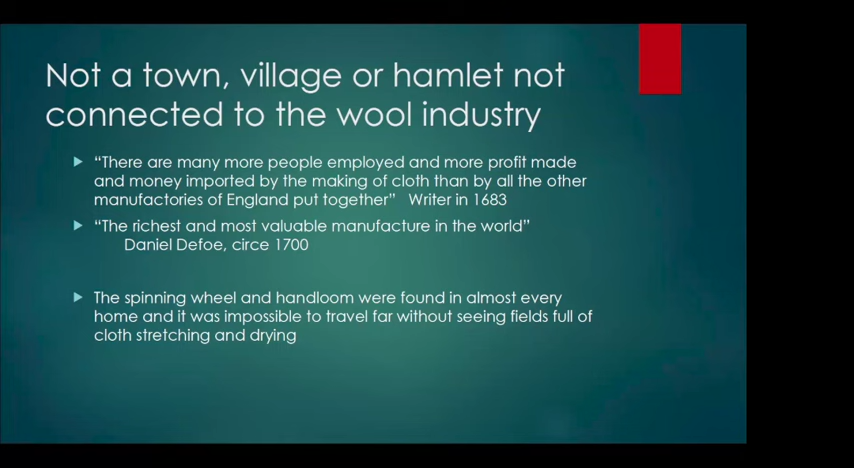 Not a town, village or hamlet not
connected to the wool industry
“There are many more people employed and more profit made
and money imported by the making of cloth than by all the other
manufactories of England put together” Writer in 1683
“The richest and most valuable manufacture in the world”
Daniel Defoe, circe 1700
The spinning wheel and handloom were found in almost every
home and it was impossible to travel far without seeing fields full of
cloth stretching and drying